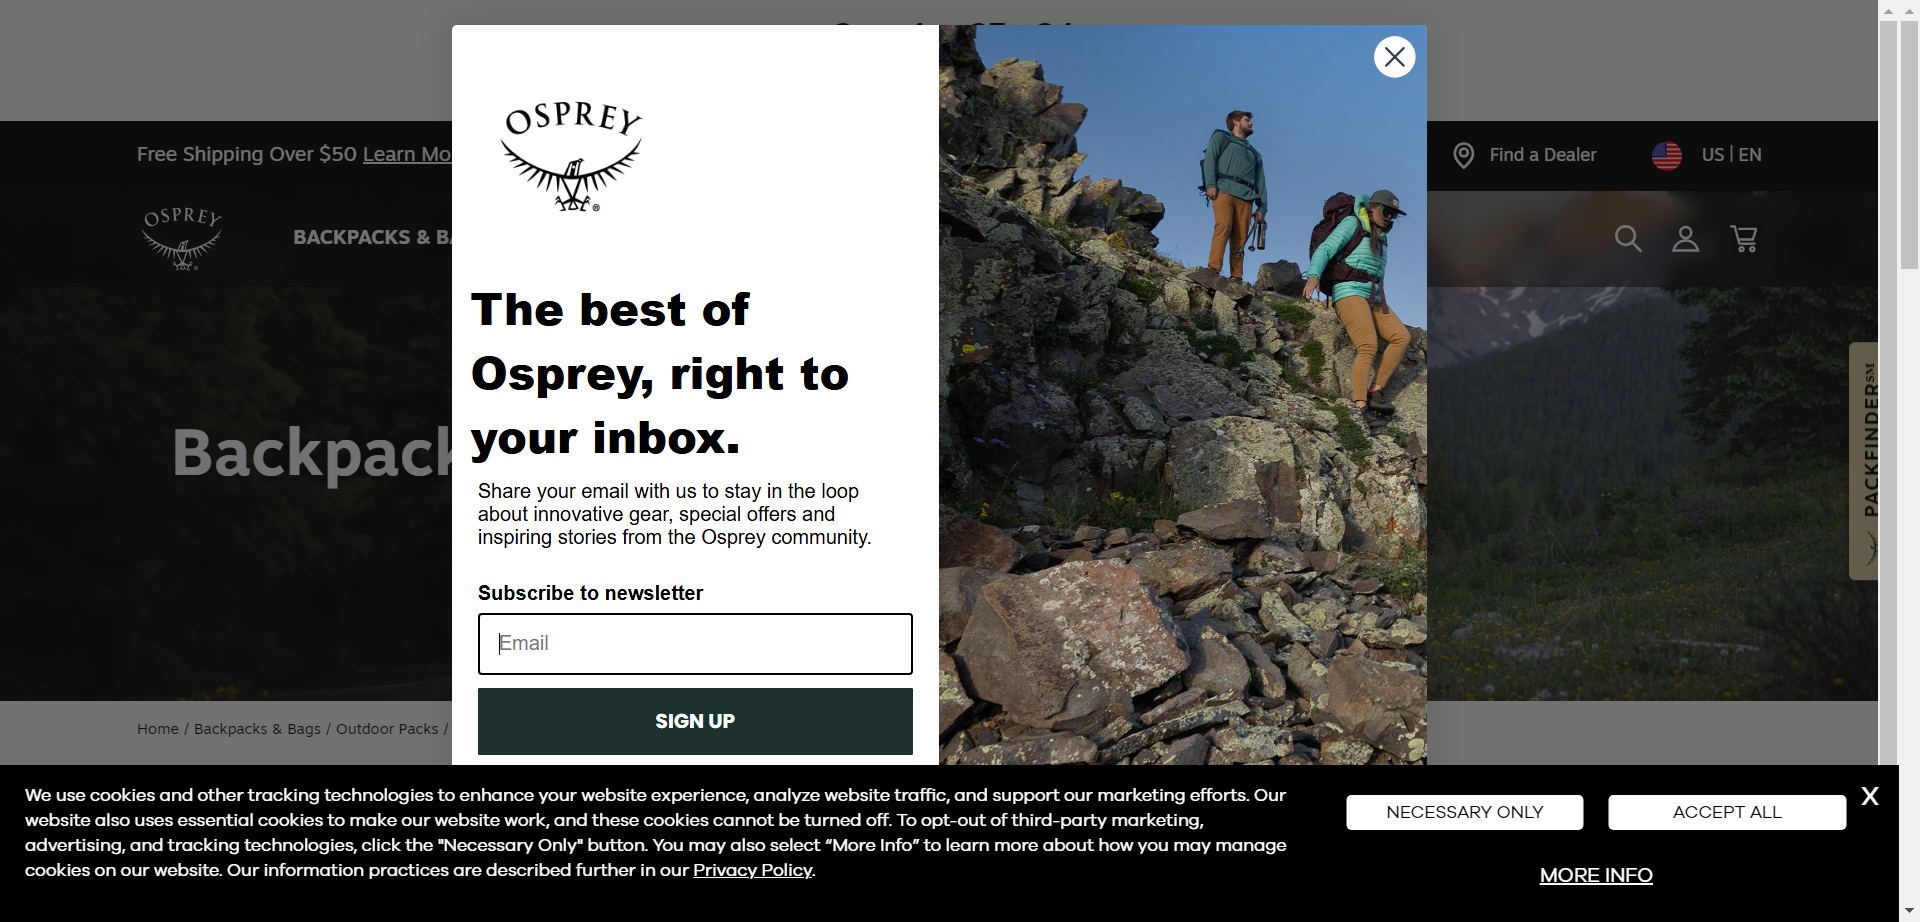 Free Shipping Over $50 Learn Mo
Find a Dealer
US | EN
OSPREY
BACKPACKS & BA
Backpack
PACKFINDER℠
Home / Backpacks & Bags / Outdoor Packs /
OSPREY
®
The best of
Osprey, right to
your inbox.
Share your email with us to stay in the loop
about innovative gear, special offers and
inspiring stories from the Osprey community.
Subscribe to newsletter
Email
SIGN UP
We use cookies and other tracking technologies to enhance your website experience, analyze website traffic, and support our marketing efforts. Our
website also uses essential cookies to make our website work, and these cookies cannot be turned off. To opt-out of third-party marketing,
advertising, and tracking technologies, click the "Necessary Only" button. You may also select “More Info” to learn more about how you may manage
cookies on our website. Our information practices are described further in our Privacy Policy.
NECESSARY ONLY
ACCEPT ALL
X
MORE INFO